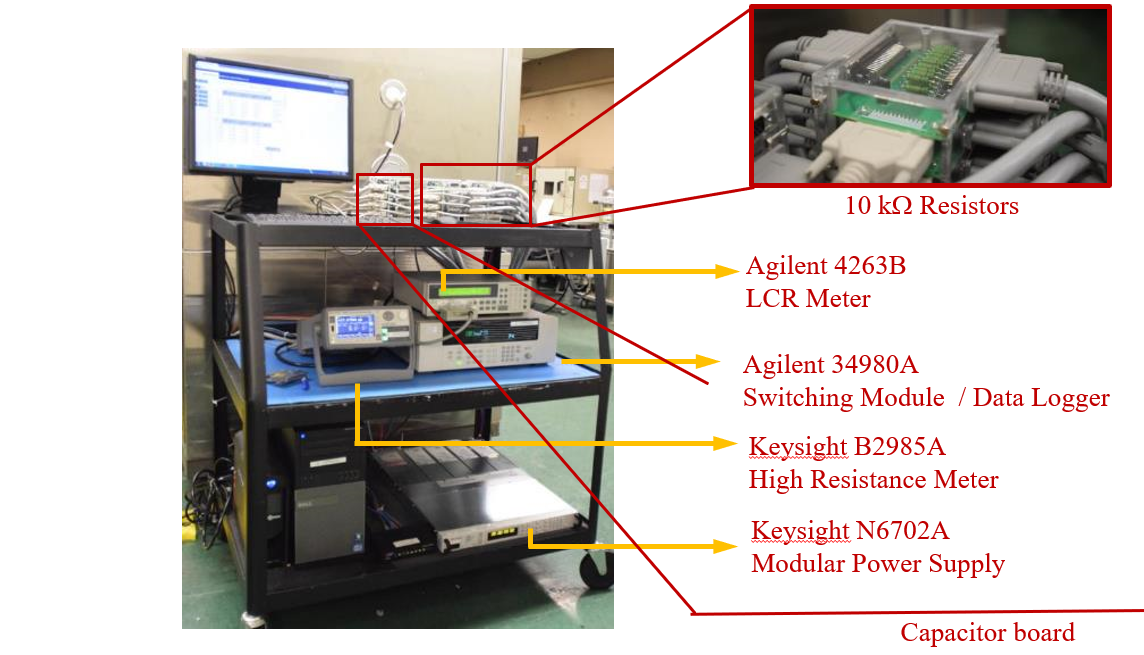 10 kΩ Resistors
Agilent 4263B
LCR Meter
Agilent 34980A
Switching Module / Data Logger
Keysight B2985A
High Resistance Meter
Keysight N6702A
Modular Power Supply
Capacitor board
DELL